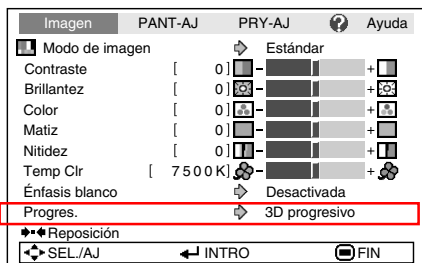 Imagen PANT-AJ PRY-AJ ? Ayuda
Modo de imagen Estándar
Contraste [ 0] - +
Brillantez [ 0] - +
Color [ 0] - +
Matiz [ 0] - +
Nitidez [ 0] - +
Temp Clr [ 7500K] - +
Énfasis blanco Desactivada
Progres. 3D progresivo
Reposición
SEL./AJ INTRO FIN